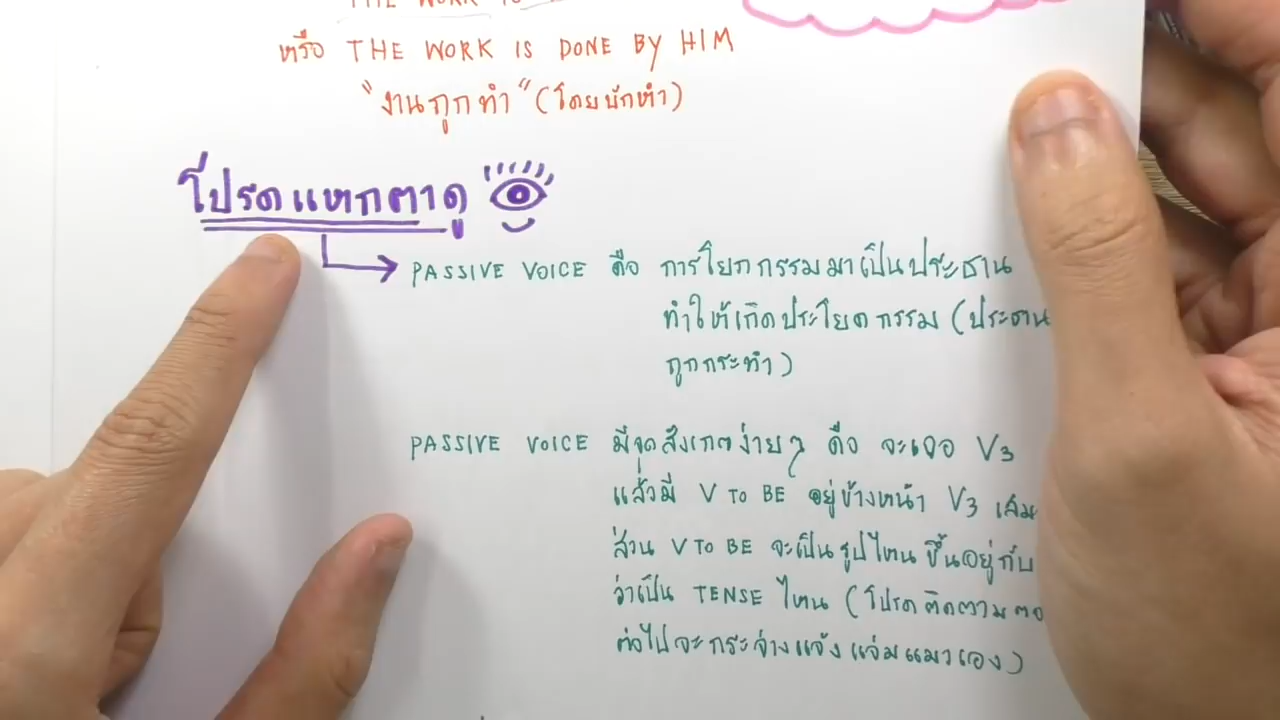 THE WORK IS
หรือ THE WORK IS DONE BY HIM
"งานถูกทำ" (โดยนักทำ)
โปรดแหกตาดู
PASSIVE VOICE คือ การโยกกรรมมาเป็นประธาน
ทำให้เกิดประโยคกรรม (ประธาน
ถูกกระทำ)
PASSIVE VOICE มีจุดสังเกตง่ายๆ คือ จะเจอ V3
แล้วมี V TO BE อยู่ข้างหน้า V3 เสม
ส่วน V TO BE จะเป็นรูปไหน ขึ้นอยู่กับ
ว่าเป็น TENSE ไหน (โปรดติดตามตอ
ต่อไปจะกระจ่างแจ้งแจ่มแมวเอง)